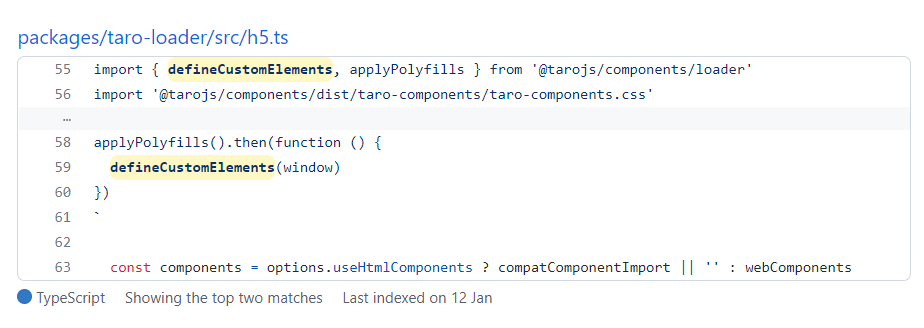 packages/taro-loader/src/h5.ts
55 import { defineCustomElements, applyPolyfills } from '@tarojs/components/loader'
56 import '@tarojs/components/dist/taro-components/taro-components.css'
…
58 applyPolyfills().then(function () {
59   defineCustomElements(window)
60 })
61 `
62
63   const components = options.useHtmlComponents ? compatComponentImport || '' : webComponents
TypeScript Showing the top two matches Last indexed on 12 Jan